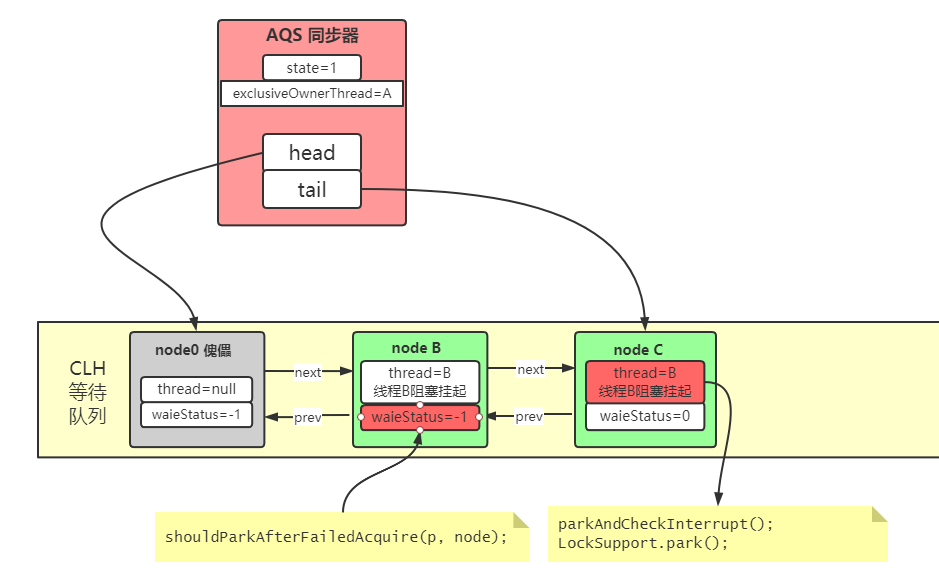 AQS 同步器
state=1
exclusiveOwnerThread=A
head
tail
CLH
等待
队列
node0 傀儡
thread=null
waieStatus=-1
next
prev
node B
thread=B
线程B阻塞挂起
waieStatus=-1
next
prev
node C
thread=B
线程B阻塞挂起
waieStatus=0
shouldParkAfterFailedAcquire(p, node);
parkAndCheckInterrupt();
LockSupport.park();